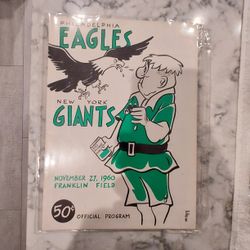 PHILADELPHIA
EAGLES
NEW YORK
GIANTS
NOVEMBER 27, 1960
FRANKLIN FIELD
50¢
OFFICIAL PROGRAM